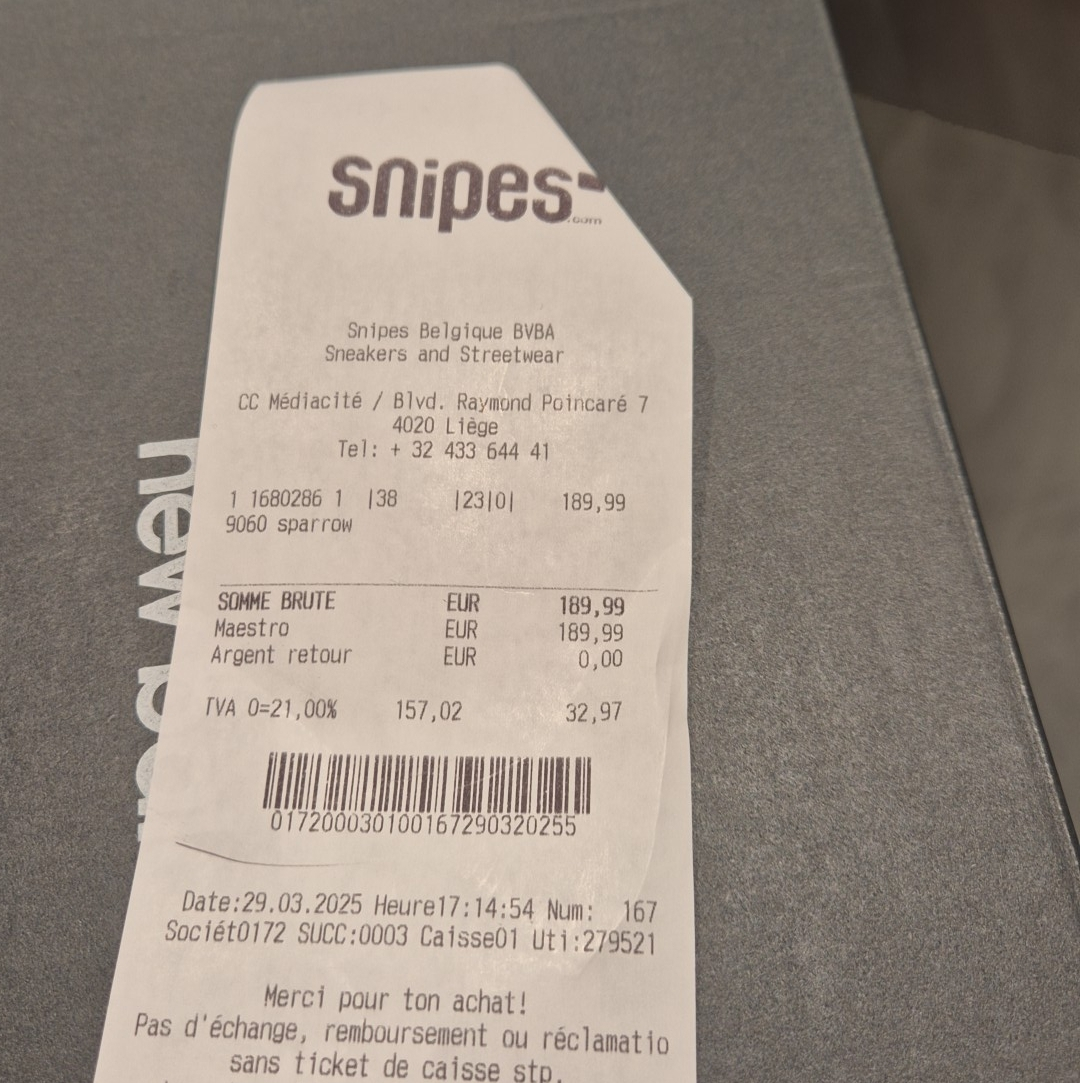 snipes
.com
Snipes Belgique BVBA
Sneakers and Streetwear
CC Médiacité / Blvd. Raymond Poincaré 7
4020 Liège
Tel: + 32 433 644 41
1 1680286 1 |38 |23|0| 189,99
9060 sparrow
SOMME BRUTE EUR 189,99
Maestro EUR 189,99
Argent retour EUR 0,00
TVA 0=21,00% 157,02 32,97
017200030100167290320255
Date:29.03.2025 Heure17:14:54 Num: 167
Sociét0172 SUCC:0003 Caisse01 Uti:279521
Merci pour ton achat!
Pas d'échange, remboursement ou réclamatio
sans ticket de caisse stp.
new